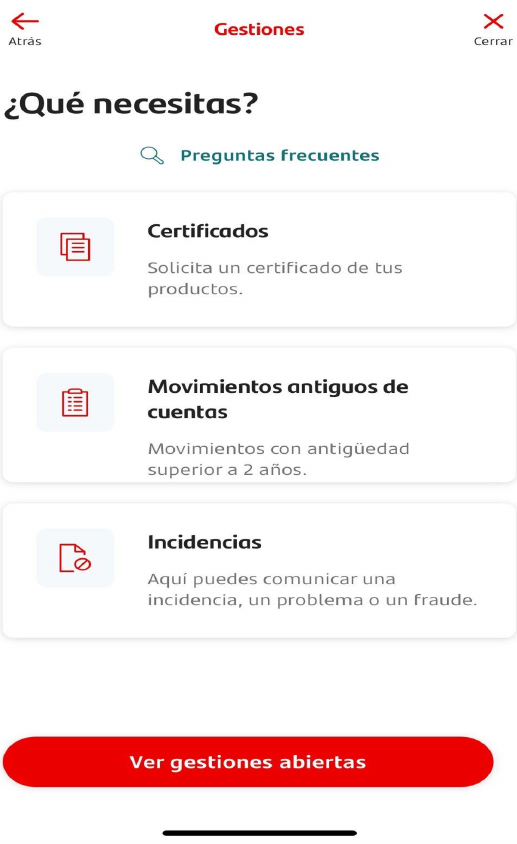 Gestiones
Atrás
Cerrar
¿Qué necesitas?
Preguntas frecuentes
Certificados
Solicita un certificado de tus
productos.
Movimientos antiguos de
cuentas
Movimientos con antigüedad
superior a 2 años.
Incidencias
Aquí puedes comunicar una
incidencia, un problema o un fraude.
Ver gestiones abiertas